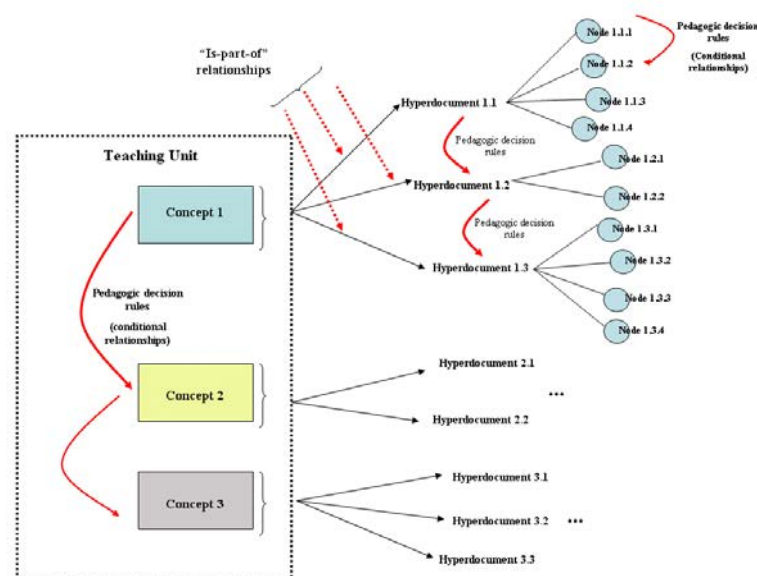 "Is-part-of"
relationships
Node 1.1.1
Pedagogic decision
rules
(Conditional relationships)
Node 1.1.2
Hyperdocument 1.1
Node 1.1.3
Node 1.1.4
Pedagogic decision
rules
Node 1.2.1
Hyperdocument 1.2
Node 1.2.2
Pedagogic decision
rules
Node 1.3.1
Hyperdocument 1.3
Node 1.3.2
Node 1.3.3
Node 1.3.4
Teaching Unit
Concept 1
Pedagogic decision
rules
(conditional
relationships)
Concept 2
Hyperdocument 2.1
...
Hyperdocument 2.2
Concept 3
Hyperdocument 3.1
Hyperdocument 3.2
...
Hyperdocument 3.3